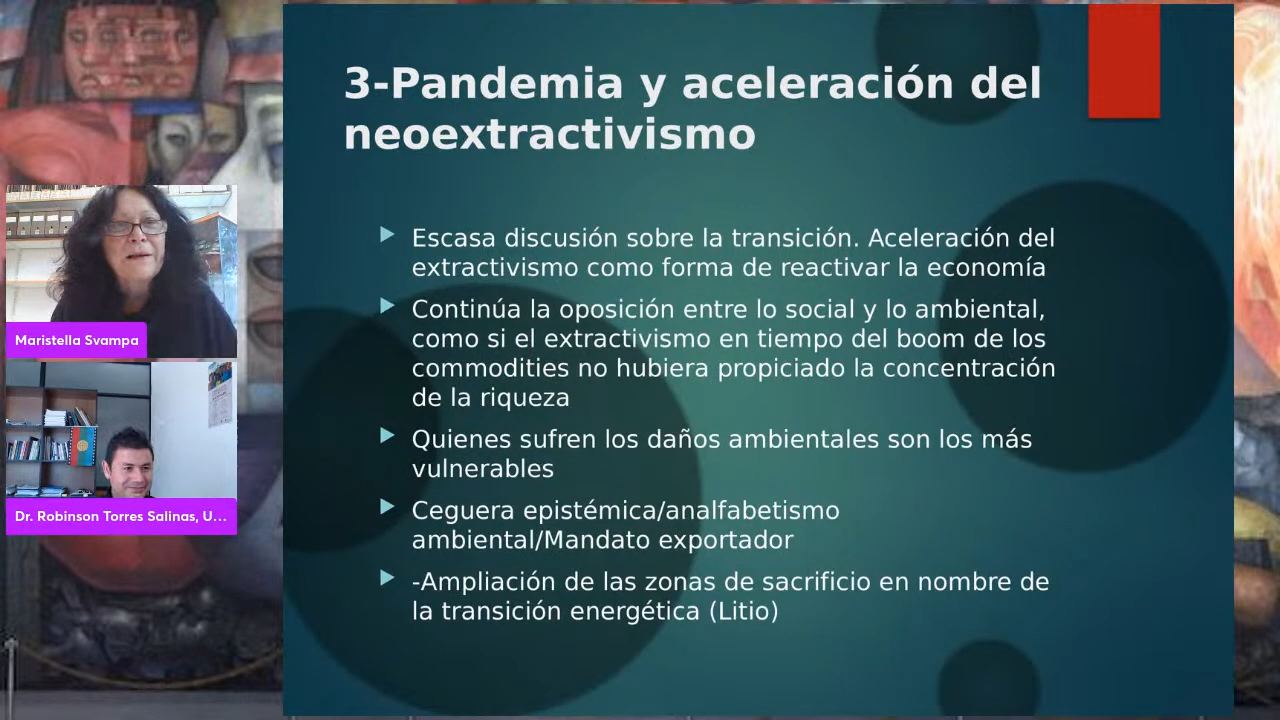 3-Pandemia y aceleración del
neoextractivismo
Escasa discusión sobre la transición. Aceleración del
extractivismo como forma de reactivar la economía
Continúa la oposición entre lo social y lo ambiental,
como si el extractivismo en tiempo del boom de los
commodities no hubiera propiciado la concentración
de la riqueza
Quienes sufren los daños ambientales son los más
vulnerables
Ceguera epistémica/analfabetismo
ambiental/Mandato exportador
-Ampliación de las zonas de sacrificio en nombre de
la transición energética (Litio)
Maristella Svampa
Dr. Robinson Torres Salinas, U...